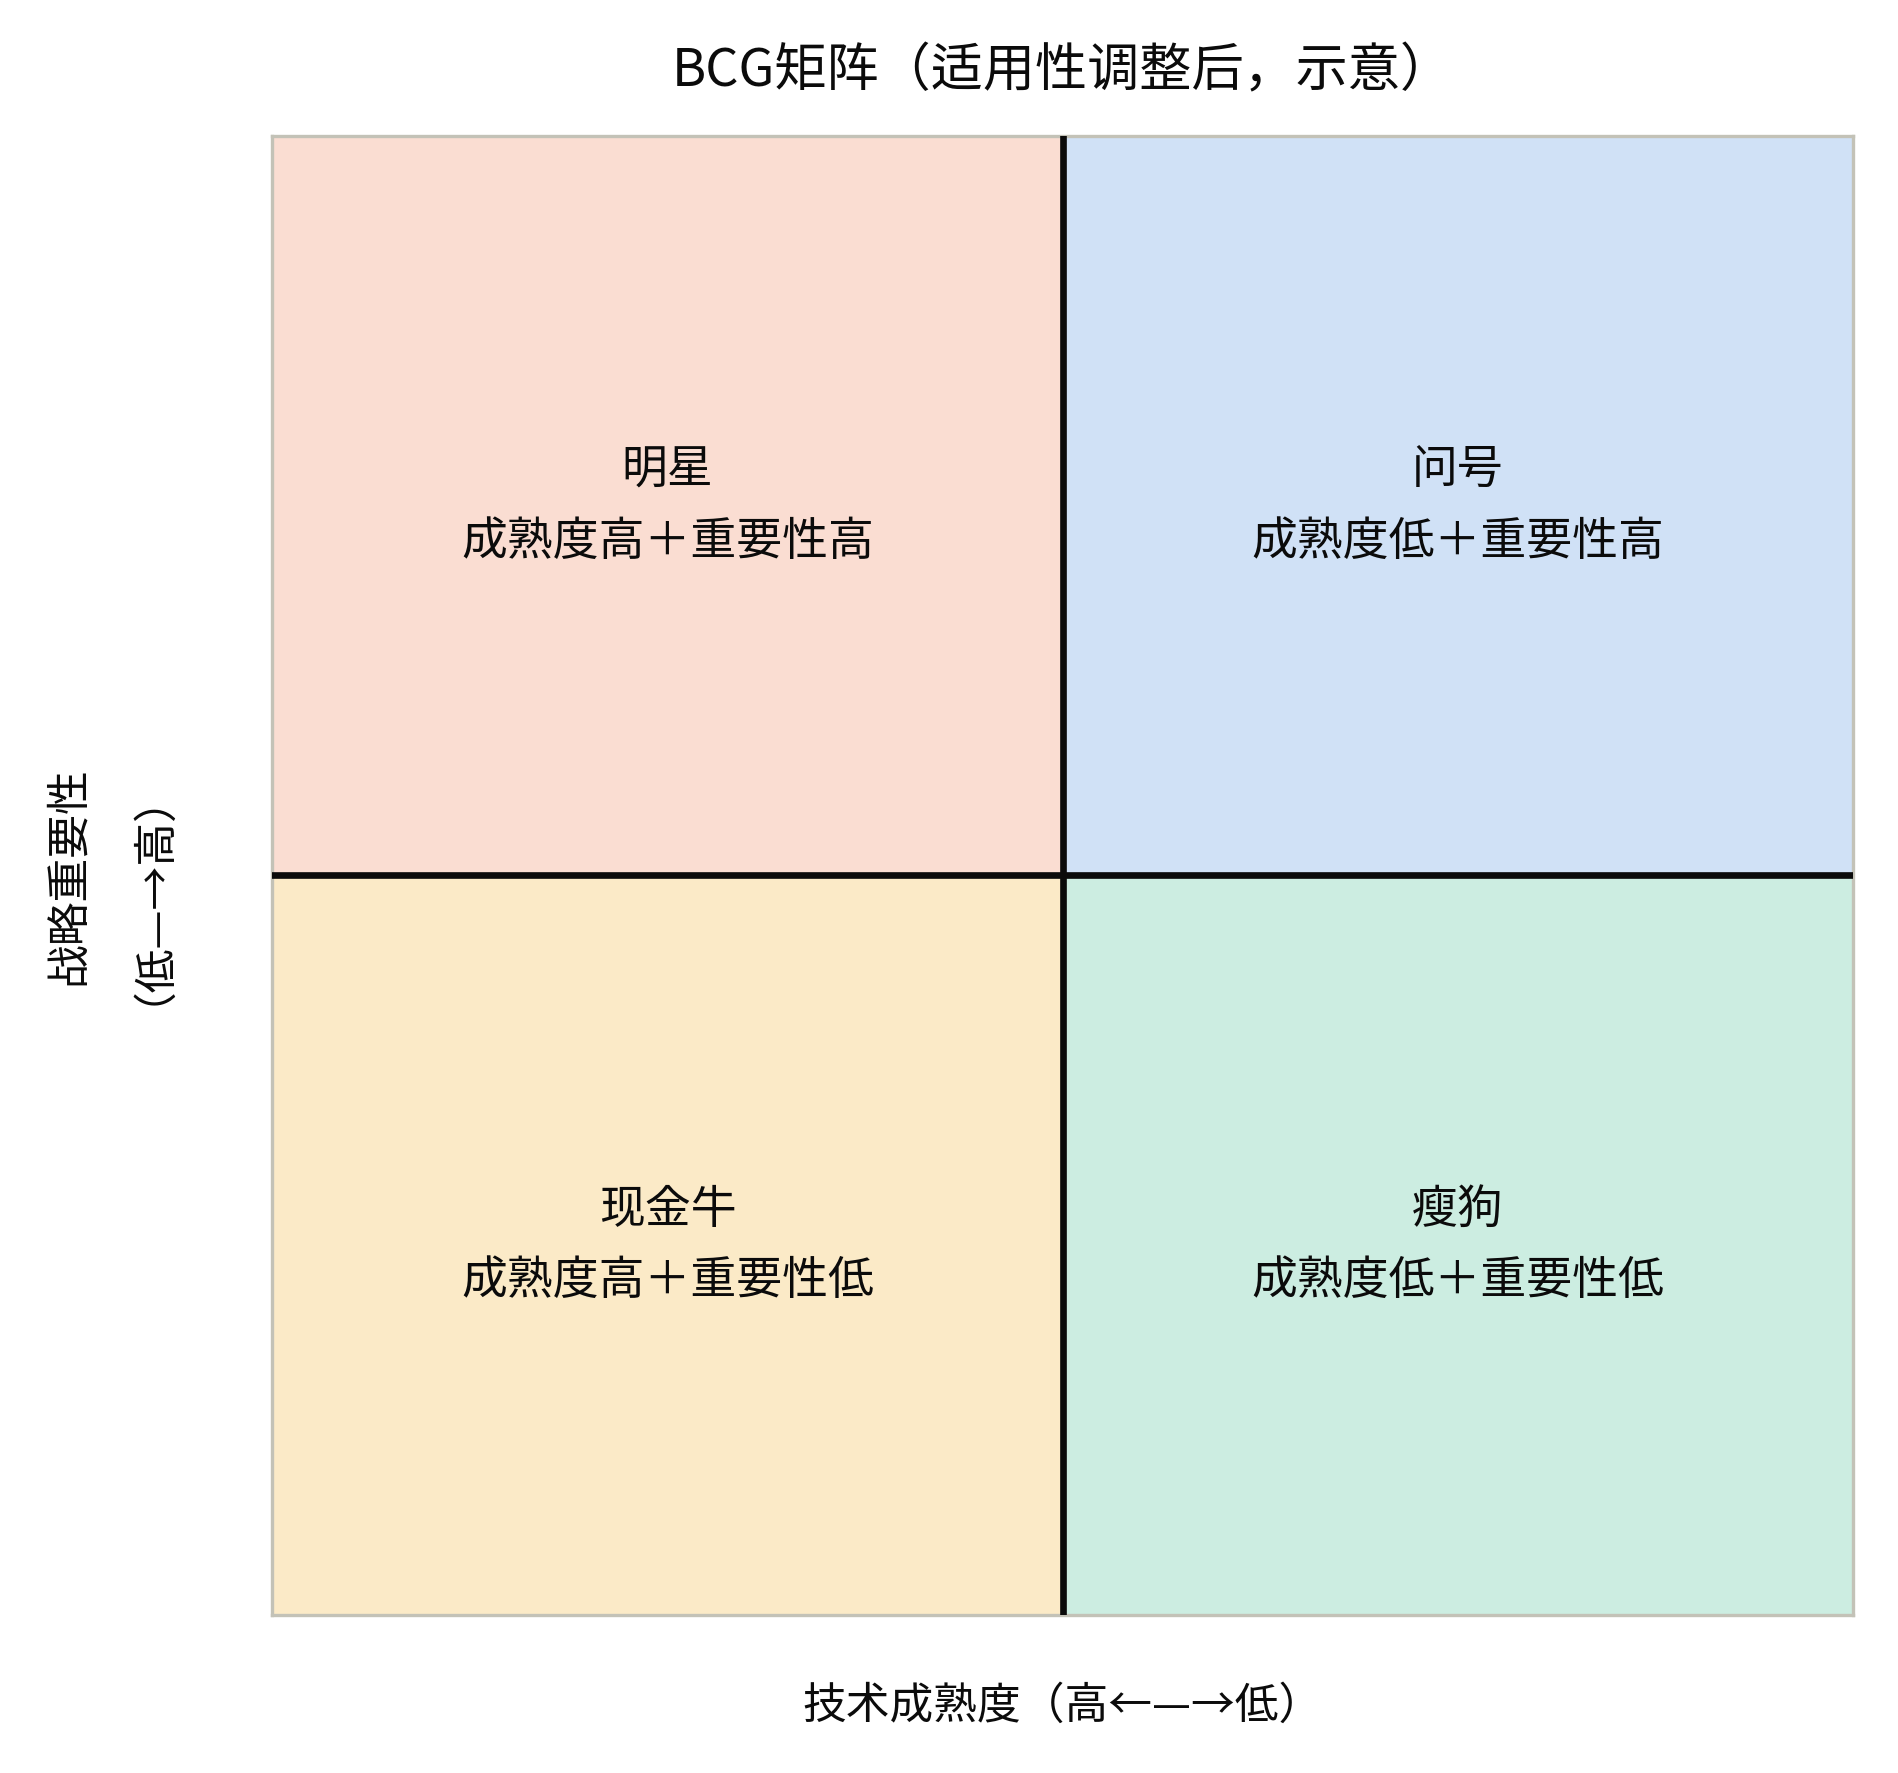 BCG矩阵（适用性调整后，示意）
明星
成熟度高＋重要性高
问号
成熟度低＋重要性高
战略重要性
（低—→高）
现金牛
成熟度高＋重要性低
瘦狗
成熟度低＋重要性低
技术成熟度（高←—→低）